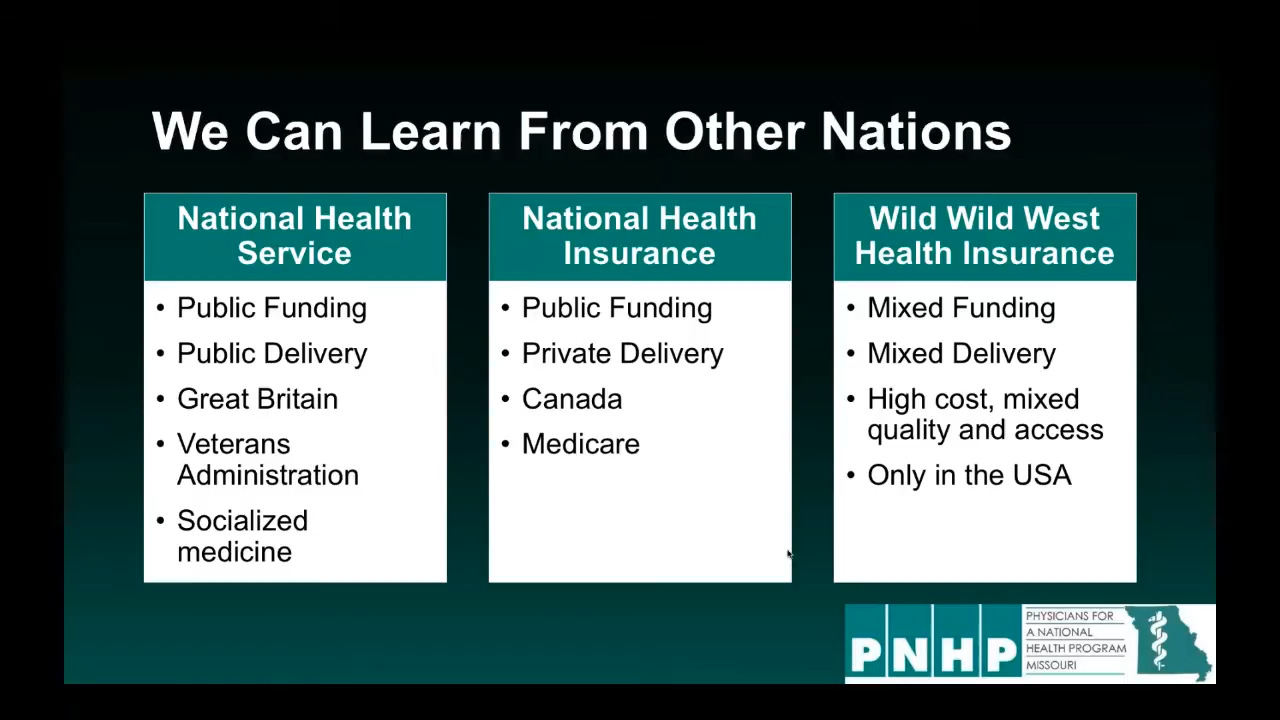 We Can Learn From Other Nations
National Health
Service
• Public Funding
• Public Delivery
• Great Britain
• Veterans
Administration
• Socialized
medicine
National Health
Insurance
• Public Funding
• Private Delivery
• Canada
• Medicare
Wild Wild West
Health Insurance
• Mixed Funding
• Mixed Delivery
• High cost, mixed
quality and access
• Only in the USA
PNHP
PHYSICIANS FOR
A NATIONAL
HEALTH PROGRAM
MISSOURI